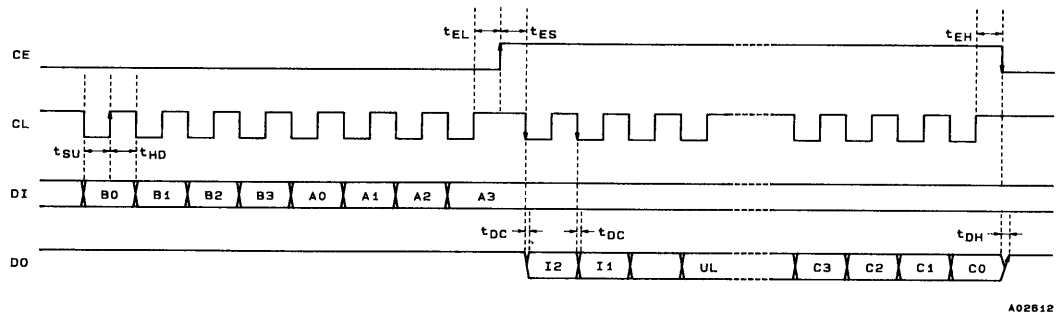 tEL tES tEH
CE
CL
tSU tHD
DI B0 B1 B2 B3 A0 A1 A2 A3
tDC tDC tDH
DO I2 I1 UL C3 C2 C1 C0
A02612